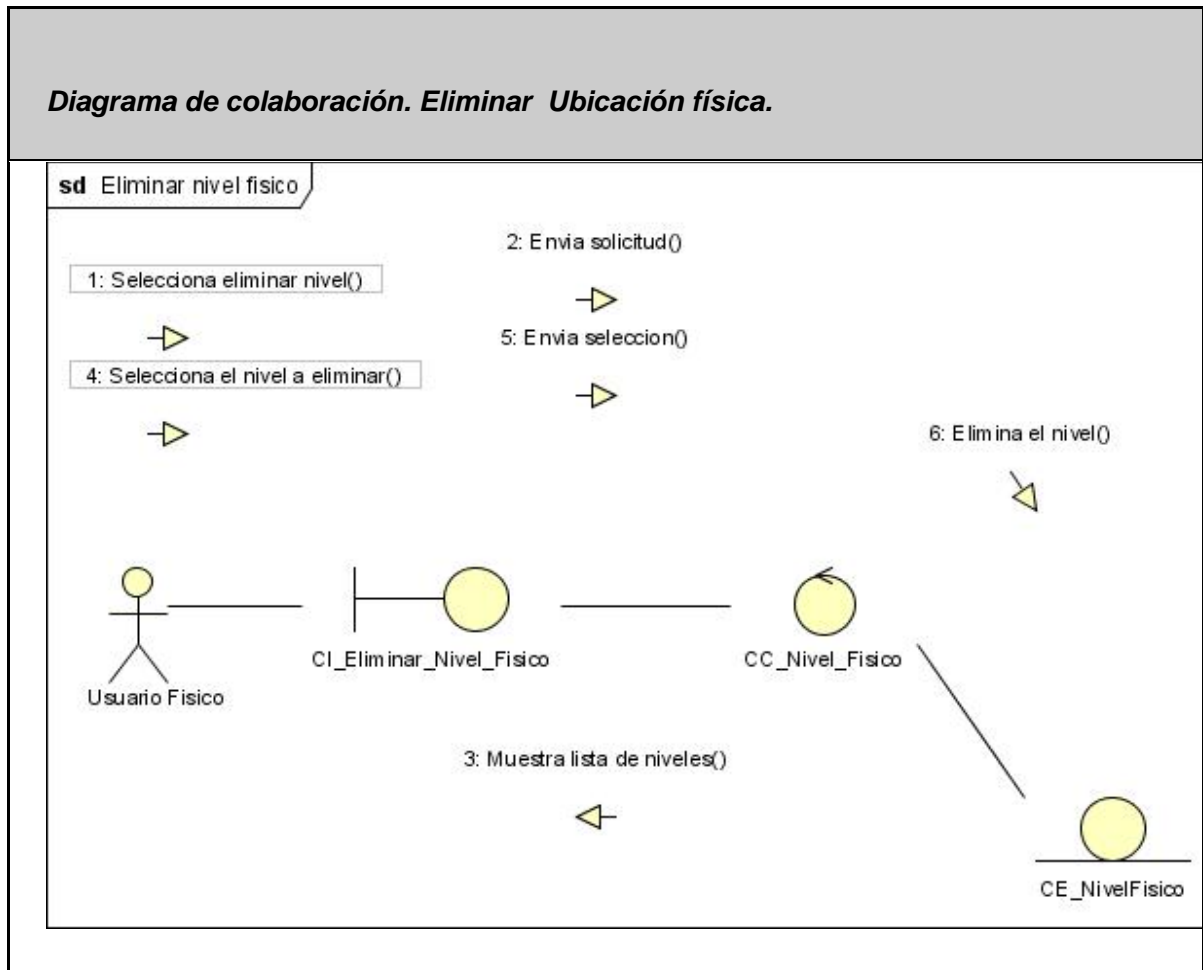 Diagrama de colaboración. Eliminar Ubicación física.
sd Eliminar nivel fisico
2: Envia solicitud()
1: Selecciona eliminar nivel()
5: Envia seleccion()
4: Selecciona el nivel a eliminar()
6: Elimina el nivel()
CI_Eliminar_Nivel_Fisico
CC_Nivel_Fisico
Usuario Fisico
3: Muestra lista de niveles()
CE_NivelFisico